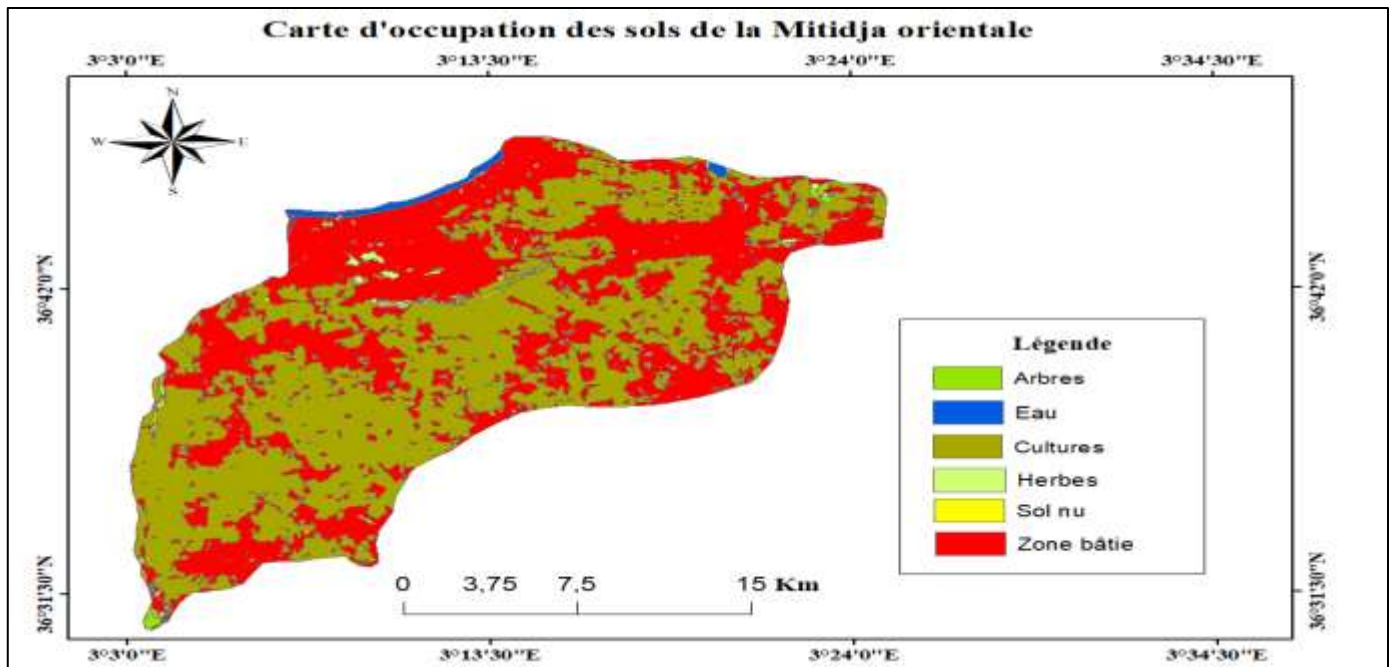 Carte d'occupation des sols de la Mitidja orientale
3°3'0"E 3°13'30"E 3°24'0"E 3°34'30"E
N
W E
S
36°42'0"N 36°42'0"N
Légende
Arbres
Eau
Cultures
Herbes
Sol nu
Zone bâtie
0 3,75 7,5 15 Km
36°31'30"N 36°31'30"N
3°3'0"E 3°13'30"E 3°24'0"E 3°34'30"E